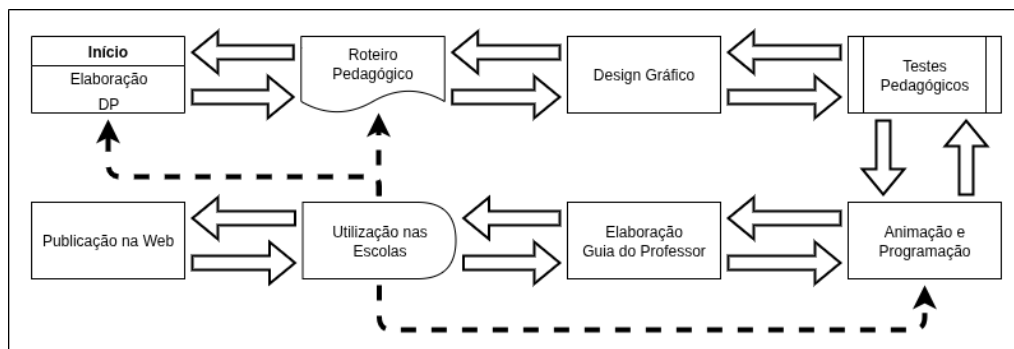 Início
Elaboração
DP
Roteiro
Pedagógico
Design Gráfico
Testes
Pedagógicos
Publicação na Web
Utilização nas
Escolas
Elaboração
Guia do Professor
Animação e
Programação